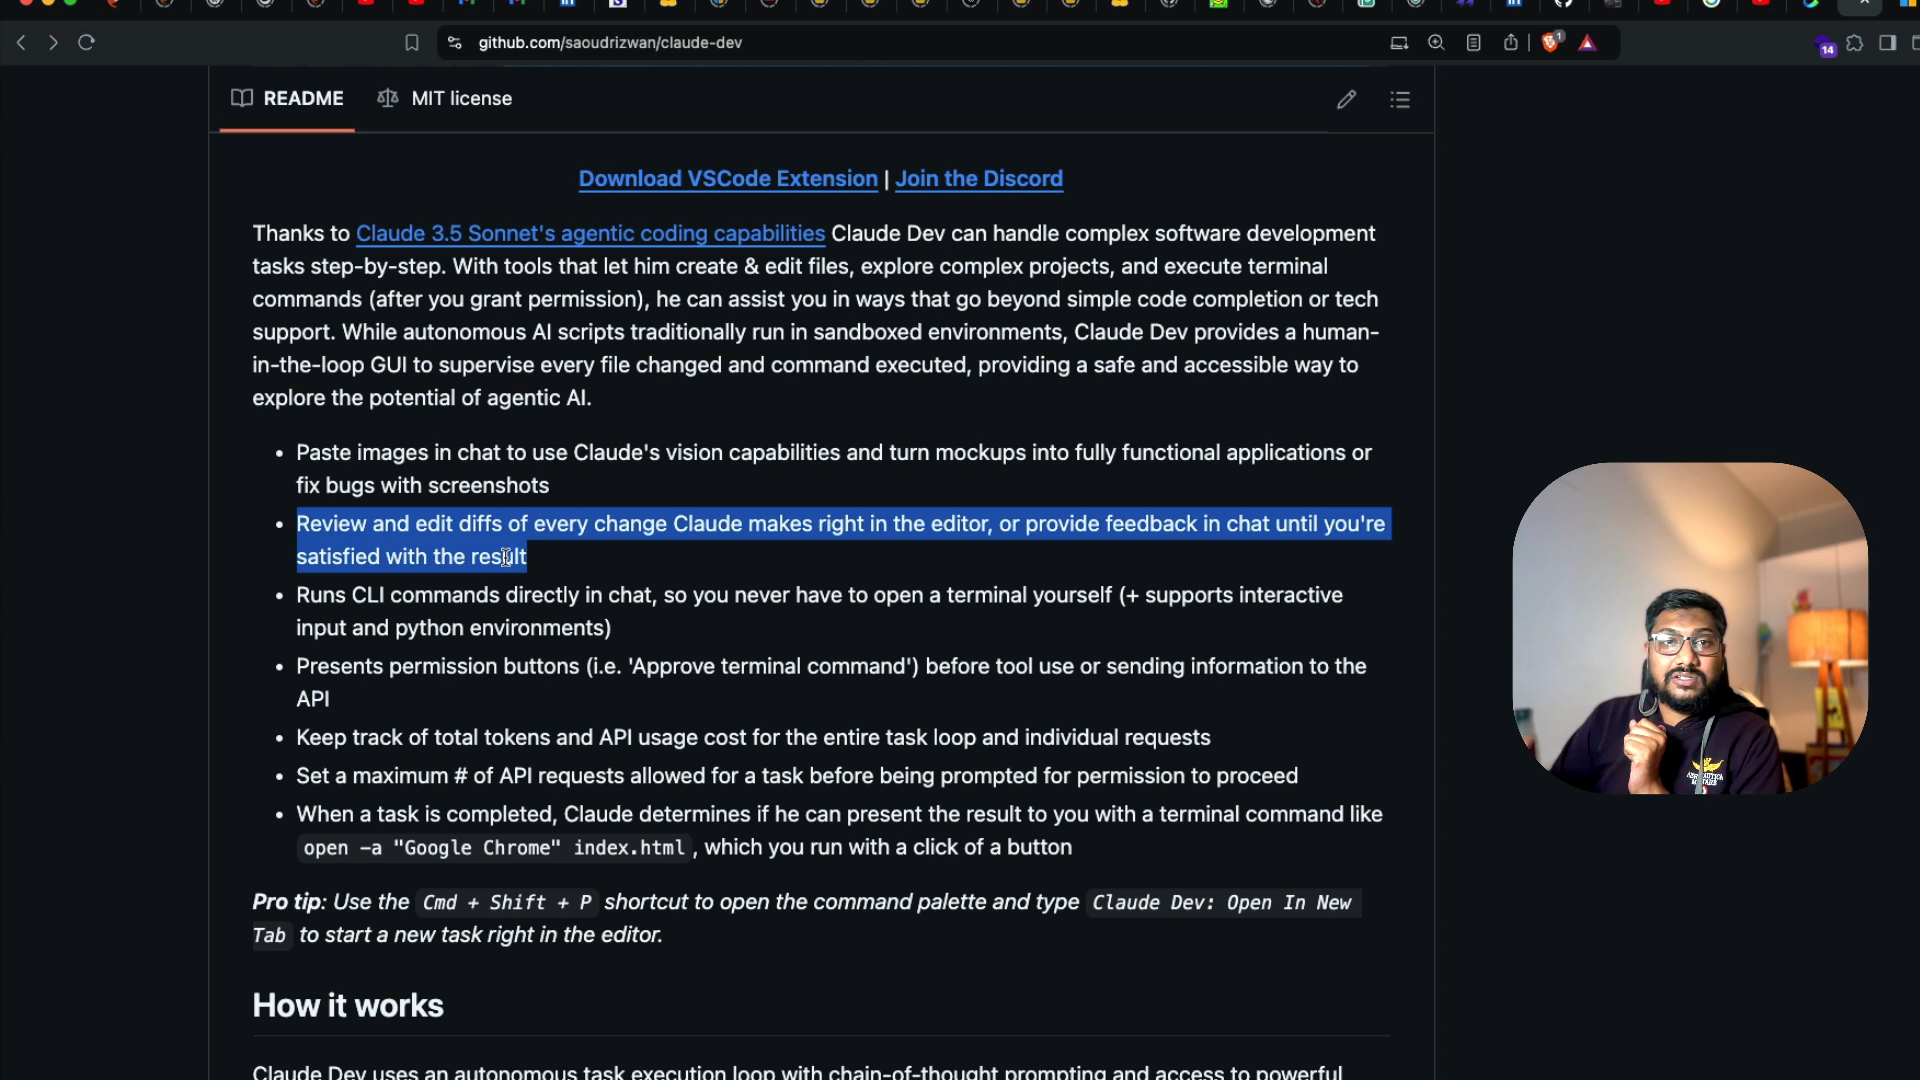 github.com/saoudrizwan/claude-dev
1
14
README
MIT license
Download VSCode Extension | Join the Discord
Thanks to Claude 3.5 Sonnet's agentic coding capabilities Claude Dev can handle complex software development
tasks step-by-step. With tools that let him create & edit files, explore complex projects, and execute terminal
commands (after you grant permission), he can assist you in ways that go beyond simple code completion or tech
support. While autonomous AI scripts traditionally run in sandboxed environments, Claude Dev provides a human-
in-the-loop GUI to supervise every file changed and command executed, providing a safe and accessible way to
explore the potential of agentic AI.
• Paste images in chat to use Claude's vision capabilities and turn mockups into fully functional applications or
fix bugs with screenshots
• Review and edit diffs of every change Claude makes right in the editor, or provide feedback in chat until you're
satisfied with the result
• Runs CLI commands directly in chat, so you never have to open a terminal yourself (+ supports interactive
input and python environments)
• Presents permission buttons (i.e. 'Approve terminal command') before tool use or sending information to the
API
• Keep track of total tokens and API usage cost for the entire task loop and individual requests
• Set a maximum # of API requests allowed for a task before being prompted for permission to proceed
• When a task is completed, Claude determines if he can present the result to you with a terminal command like
open -a "Google Chrome" index.html , which you run with a click of a button
Pro tip: Use the Cmd + Shift + P shortcut to open the command palette and type Claude Dev: Open In New
Tab to start a new task right in the editor.
How it works
Claude Dev uses an autonomous task execution loop with chain-of-thought prompting and access to powerful